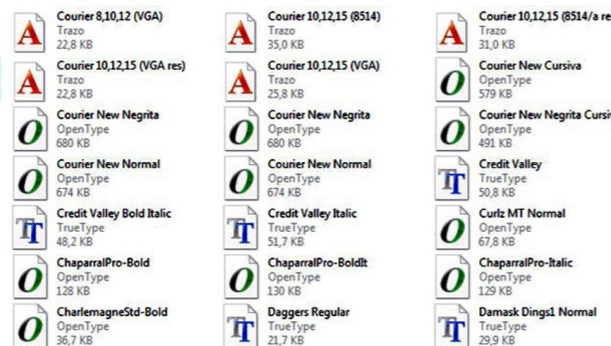 Courier 8,10,12 (VGA)
Trazo
22,8 KB
Courier 10,12,15 (8514)
Trazo
35,0 KB
Courier 10,12,15 (8514/a re
Trazo
31,0 KB
Courier 10,12,15 (VGA res)
Trazo
22,8 KB
Courier 10,12,15 (VGA)
Trazo
25,8 KB
Courier New Cursiva
OpenType
579 KB
Courier New Negrita
OpenType
680 KB
Courier New Negrita
OpenType
680 KB
Courier New Negrita Cursiv
OpenType
491 KB
Courier New Normal
OpenType
674 KB
Courier New Normal
OpenType
674 KB
Credit Valley
TrueType
50,8 KB
Credit Valley Bold Italic
TrueType
48,2 KB
Credit Valley Italic
TrueType
51,7 KB
Curlz MT Normal
OpenType
67,8 KB
ChaparralPro-Bold
OpenType
128 KB
ChaparralPro-BoldIt
OpenType
130 KB
ChaparralPro-Italic
OpenType
129 KB
CharlemagneStd-Bold
OpenType
36,7 KB
Daggers Regular
TrueType
21,7 KB
Damask Dings1 Normal
TrueType
29,9 KB